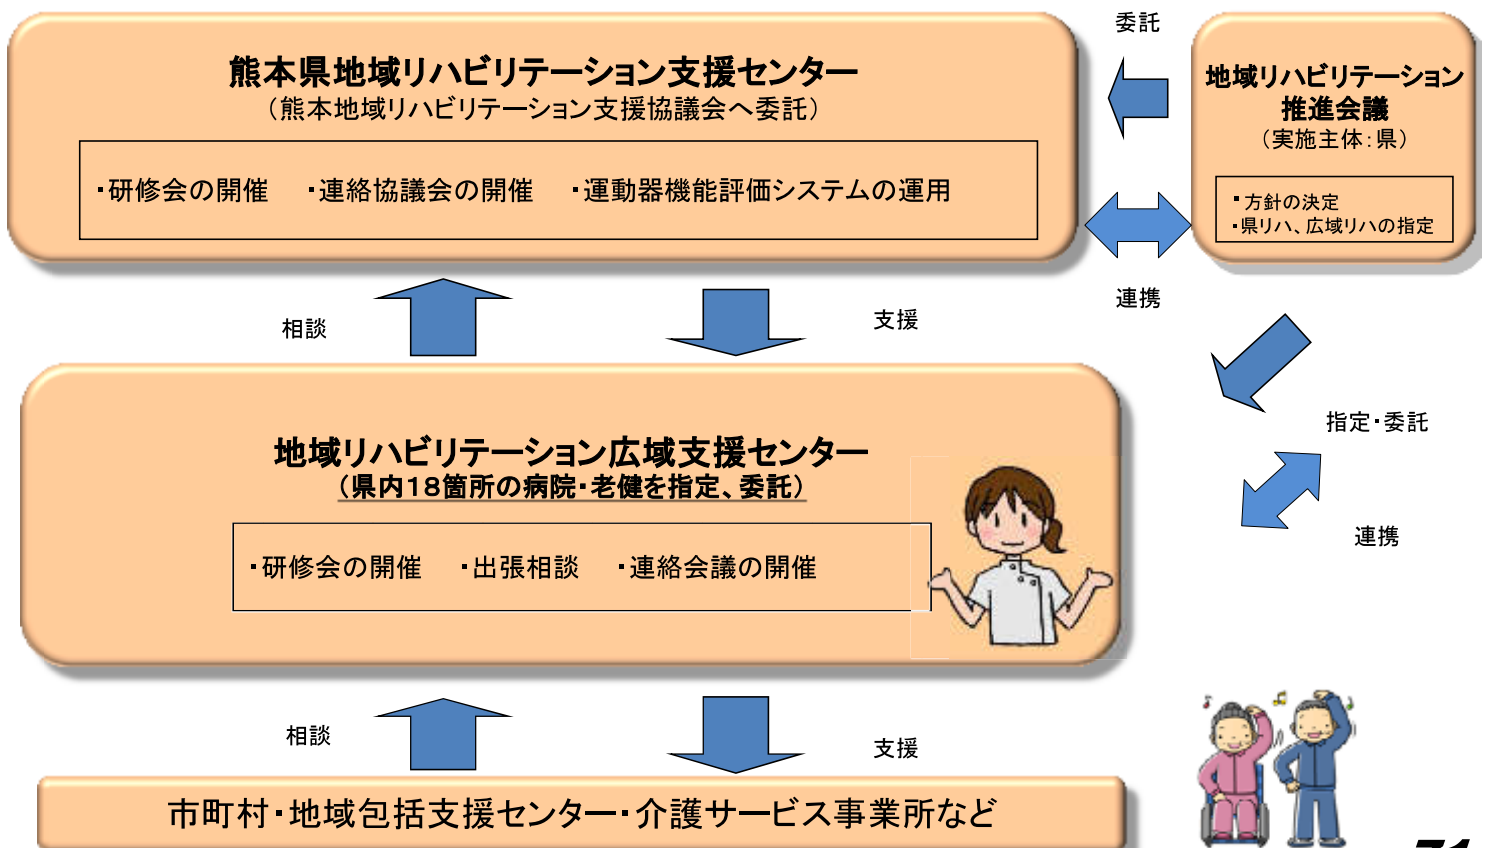 熊本県地域リハビリテーション支援センター
（熊本地域リハビリテーション支援協議会へ委託）
・研修会の開催　・連絡協議会の開催　・運動器機能評価システムの運用
委託
連携
地域リハビリテーション
推進会議
（実施主体：県）
・方針の決定
・県リハ、広域リハの指定
相談
支援
指定・委託
連携
地域リハビリテーション広域支援センター
（県内18箇所の病院・老健を指定、委託）
・研修会の開催　・出張相談　・連絡会議の開催
相談
支援
市町村・地域包括支援センター・介護サービス事業所など